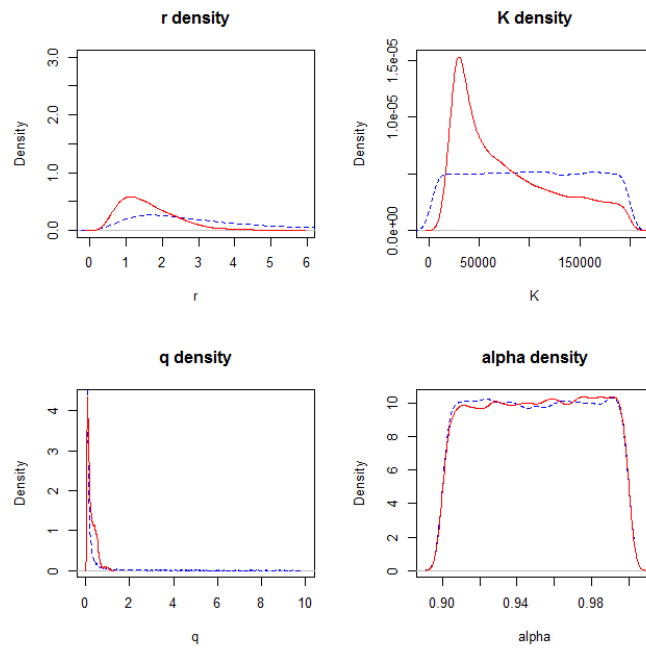 r density
K density
3.0
2.0
1.0
0.0
Density
0 1 2 3 4 5 6
r
1.5e-05
1.0e-05
0.0e+00
Density
0 50000 150000
K
q density
alpha density
4
3
2
1
0
Density
0 2 4 6 8 10
q
10
8
6
4
2
0
Density
0.90 0.94 0.98
alpha